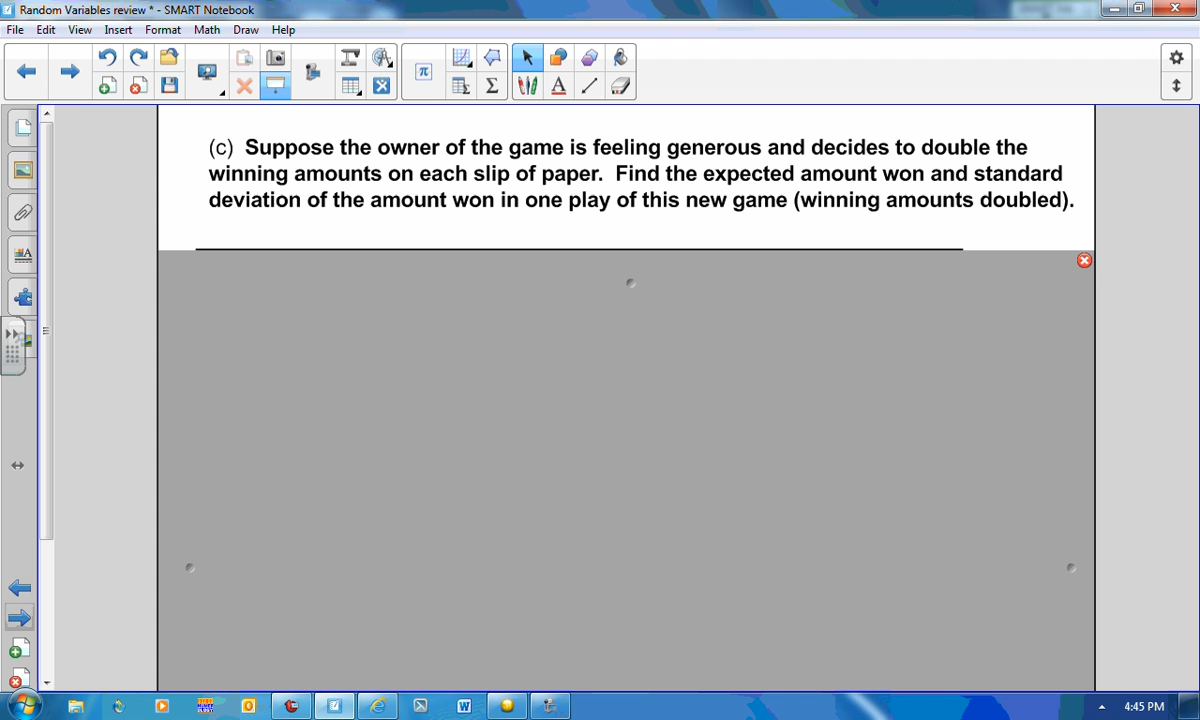 Random Variables review * - SMART Notebook
File Edit View Insert Format Math Draw Help
(c) Suppose the owner of the game is feeling generous and decides to double the
winning amounts on each slip of paper. Find the expected amount won and standard
deviation of the amount won in one play of this new game (winning amounts doubled).
4:45 PM